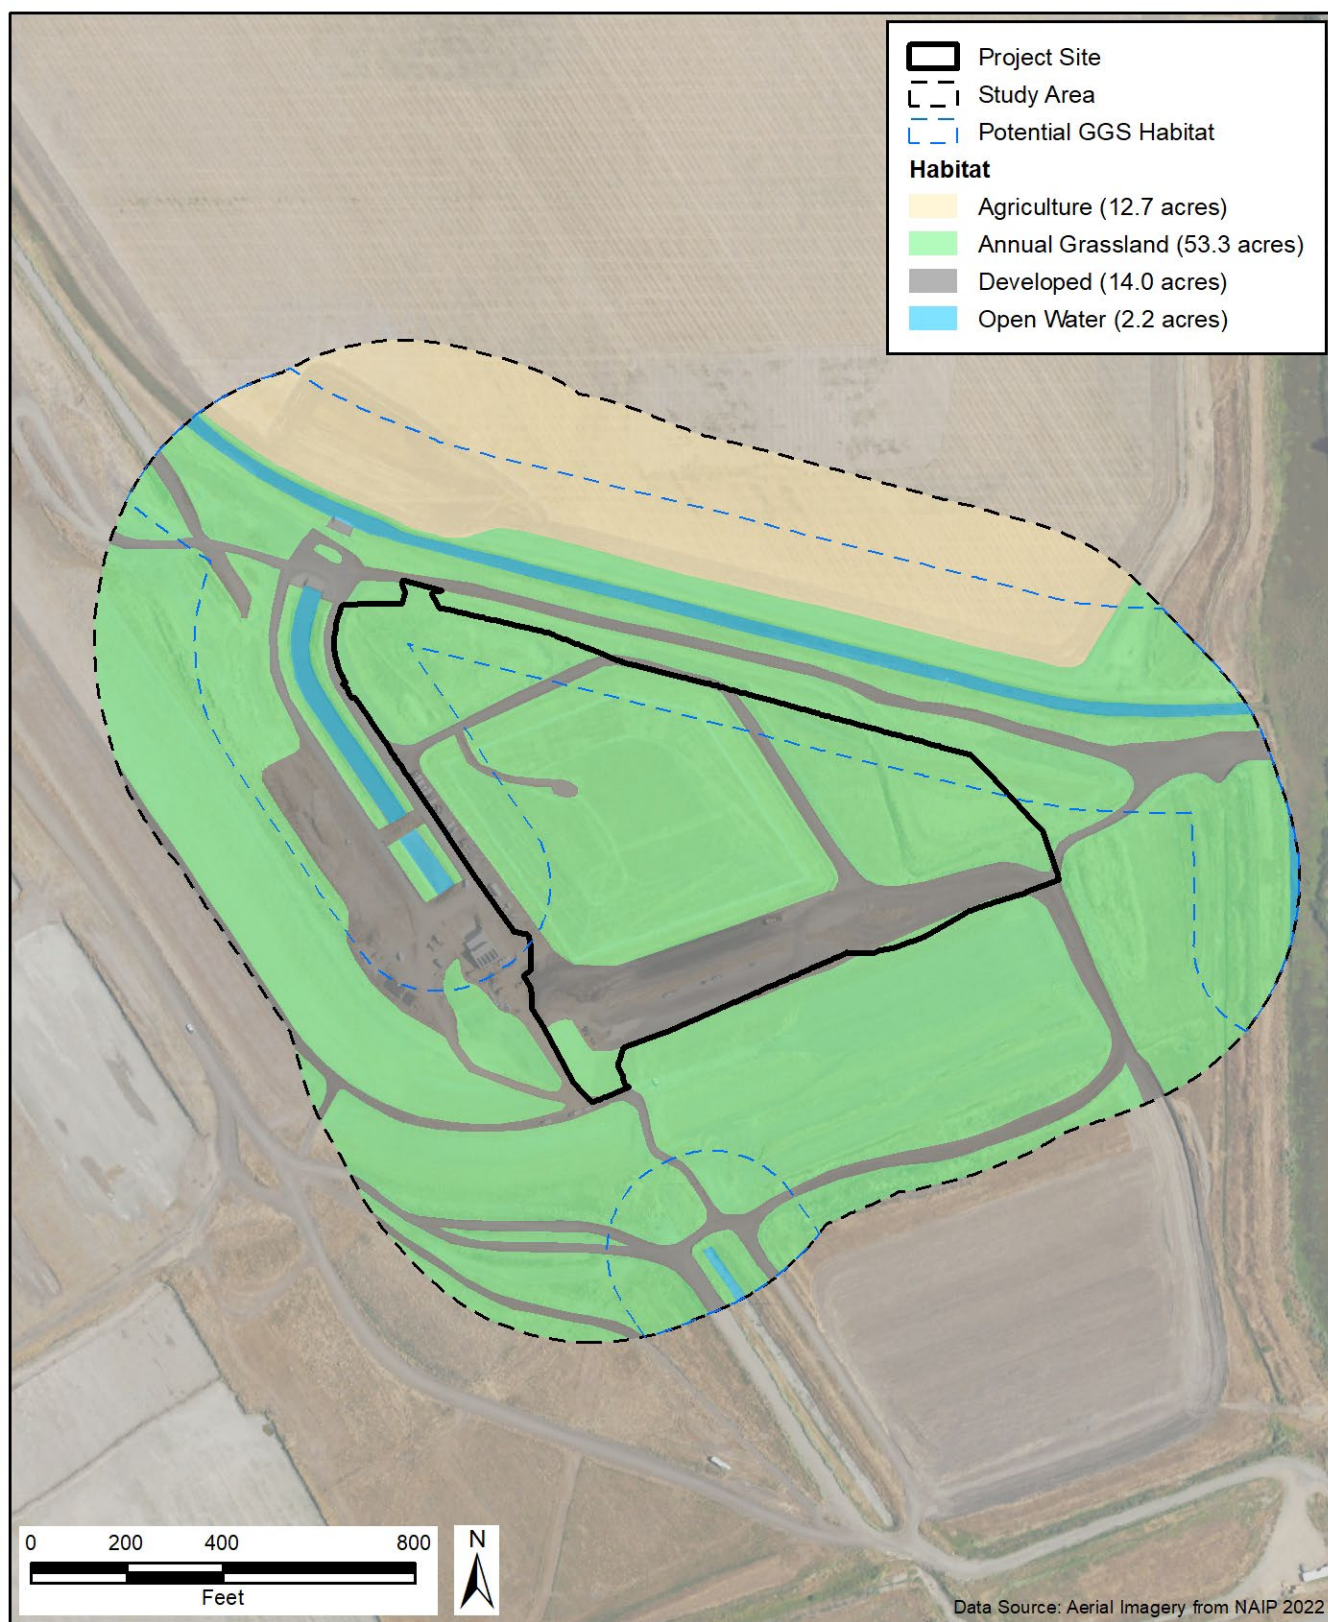 Project Site
Study Area
Potential GGS Habitat
Habitat
Agriculture (12.7 acres)
Annual Grassland (53.3 acres)
Developed (14.0 acres)
Open Water (2.2 acres)
0 200 400 800
Feet
N
Data Source: Aerial Imagery from NAIP 2022